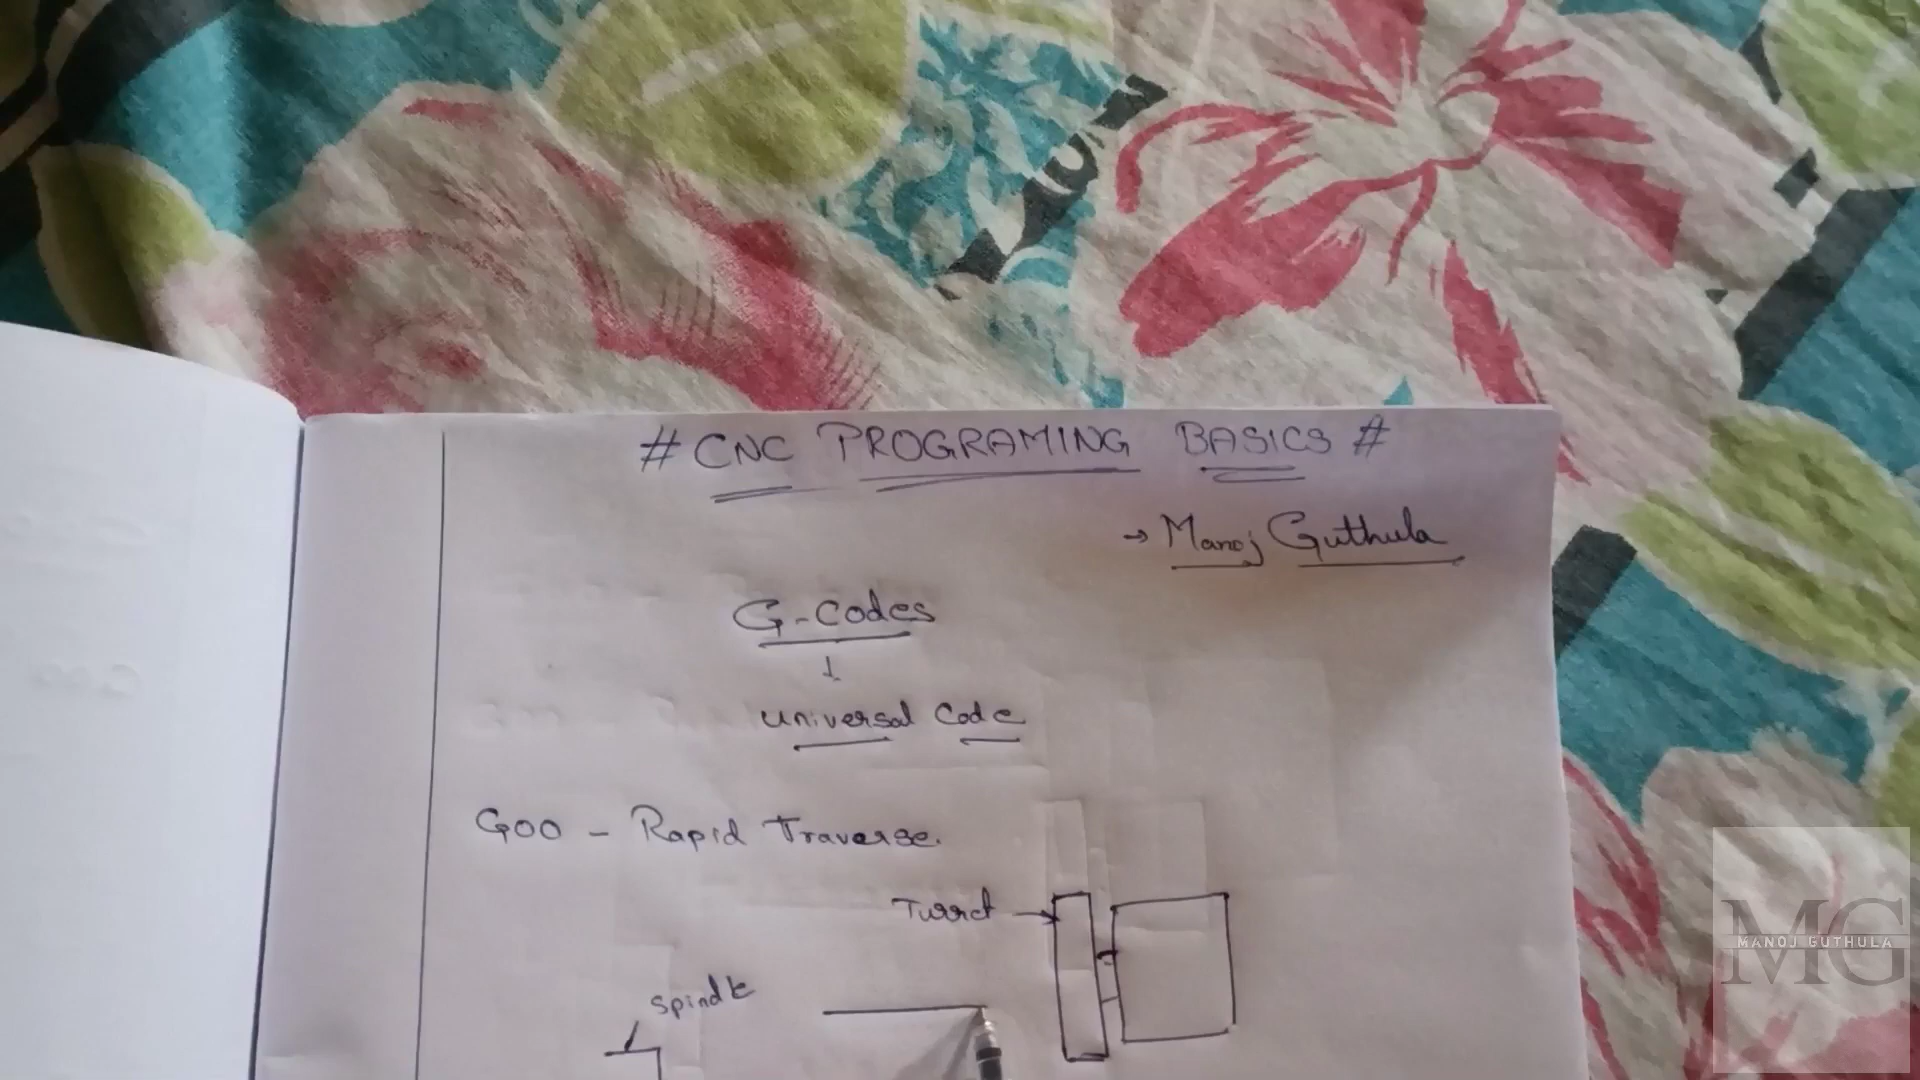 # CNC PROGRAMING BASICS #
→ Manoj Guthula
G-codes
↓
universal code
G00 - Rapid Traverse.
Turret →
spindle
MG
MANOJ GUTHULA